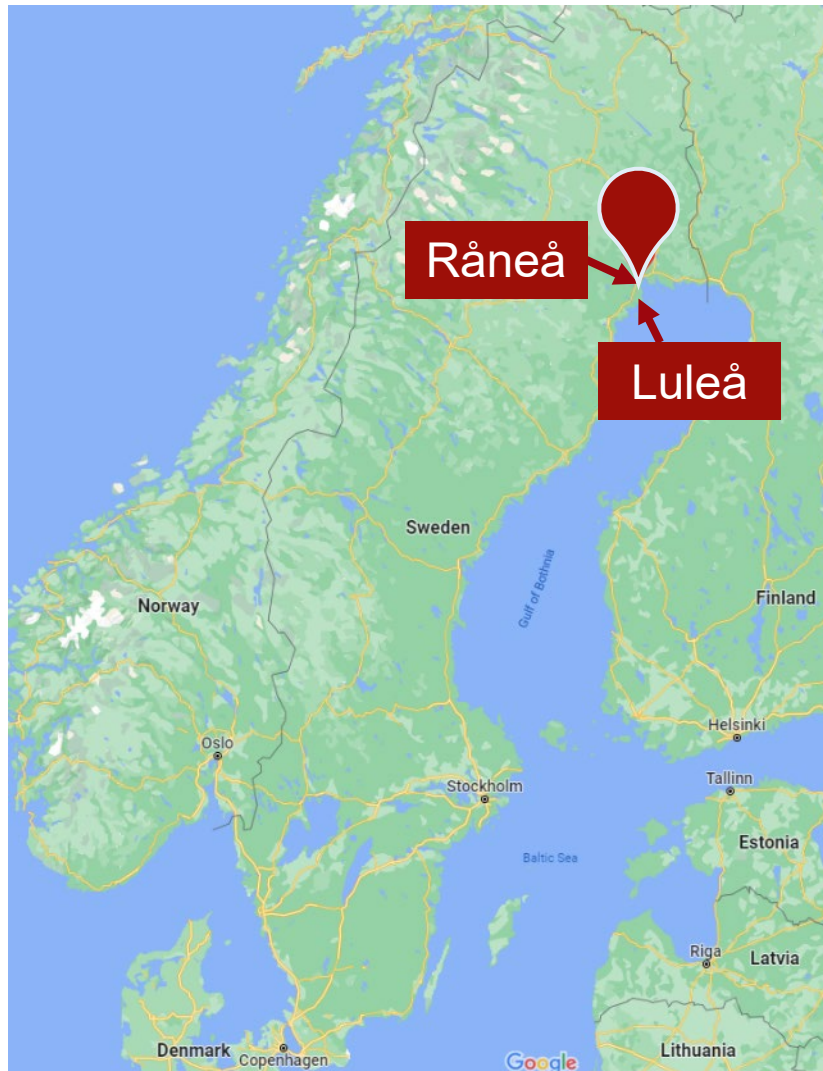 Råneå
Luleå
Sweden
Gulf of Bothnia
Norway
Finland
Helsinki
Oslo
Tallinn
Stockholm
Estonia
Baltic Sea
Riga
Latvia
Denmark
Copenhagen
Google
Lithuania